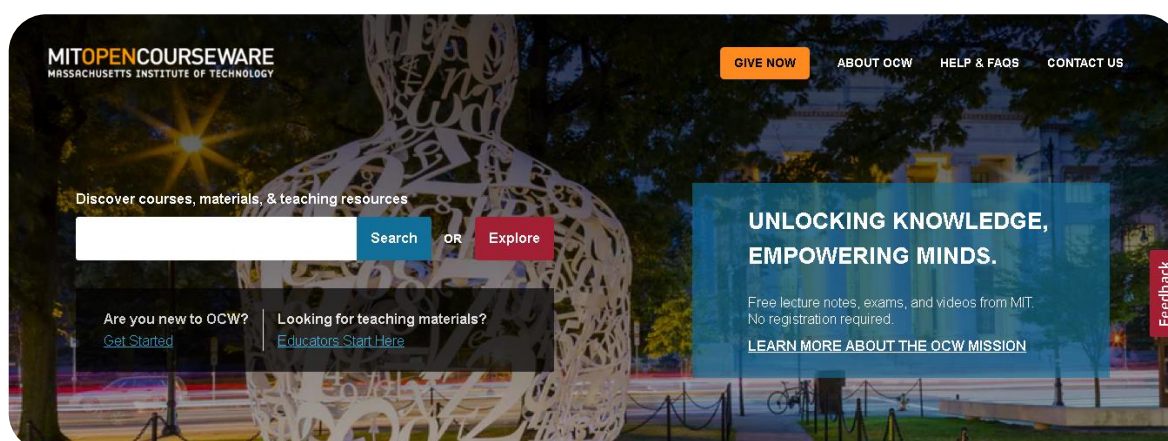 MITOPENCOURSEWARE
MASSACHUSETTS INSTITUTE OF TECHNOLOGY
GIVE NOW
ABOUT OCW
HELP & FAQS
CONTACT US
Discover courses, materials, & teaching resources
Search
OR
Explore
Are you new to OCW?
Get Started
Looking for teaching materials?
Educators Start Here
UNLOCKING KNOWLEDGE,
EMPOWERING MINDS.
Free lecture notes, exams, and videos from MIT.
No registration required.
LEARN MORE ABOUT THE OCW MISSION
Feedback